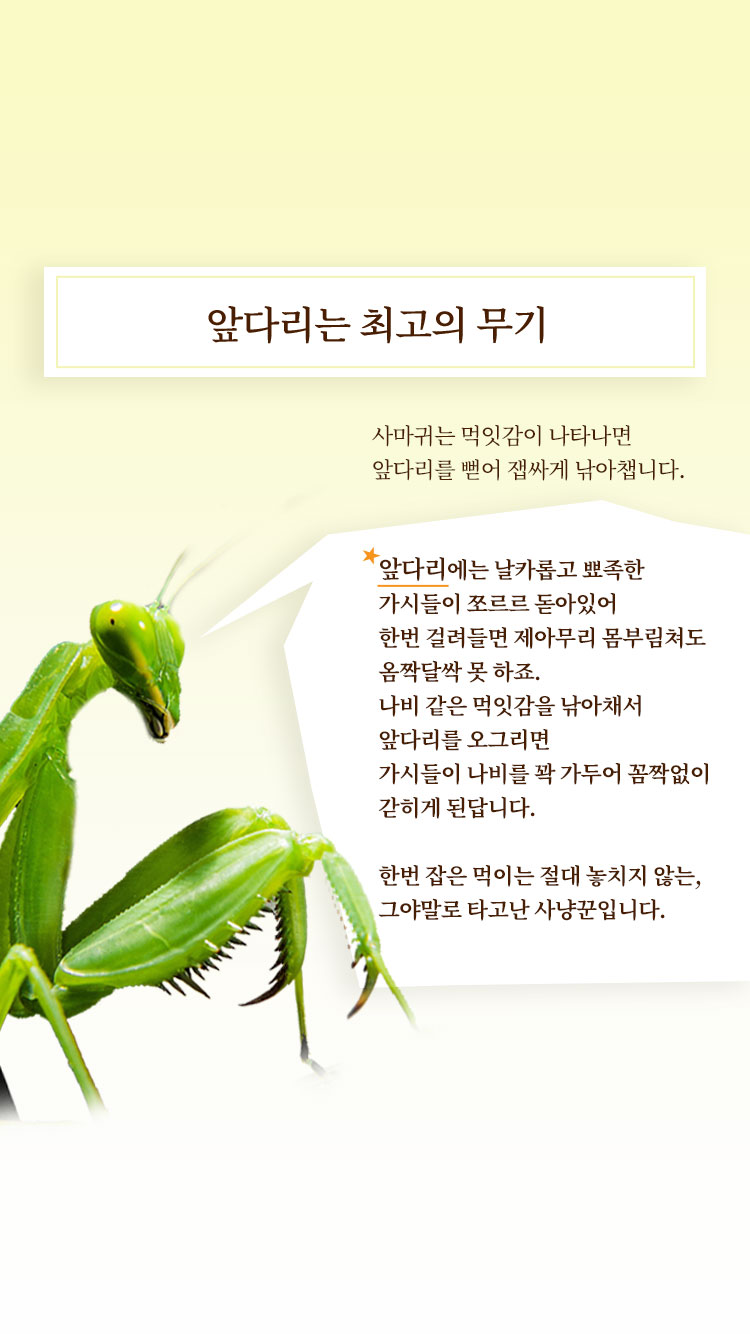 앞다리는 최고의 무기
사마귀는 먹잇감이 나타나면
앞다리를 뻗어 잽싸게 낚아챕니다.
앞다리에는 날카롭고 뾰족한
가시들이 쪼르르 돋아있어
한번 걸려들면 제아무리 몸부림쳐도
옴짝달싹 못 하죠.
나비 같은 먹잇감을 낚아채서
앞다리를 오그리면
가시들이 나비를 꽉 가두어 꼼짝없이
갇히게 된답니다.
한번 잡은 먹이는 절대 놓치지 않는,
그야말로 타고난 사냥꾼입니다.